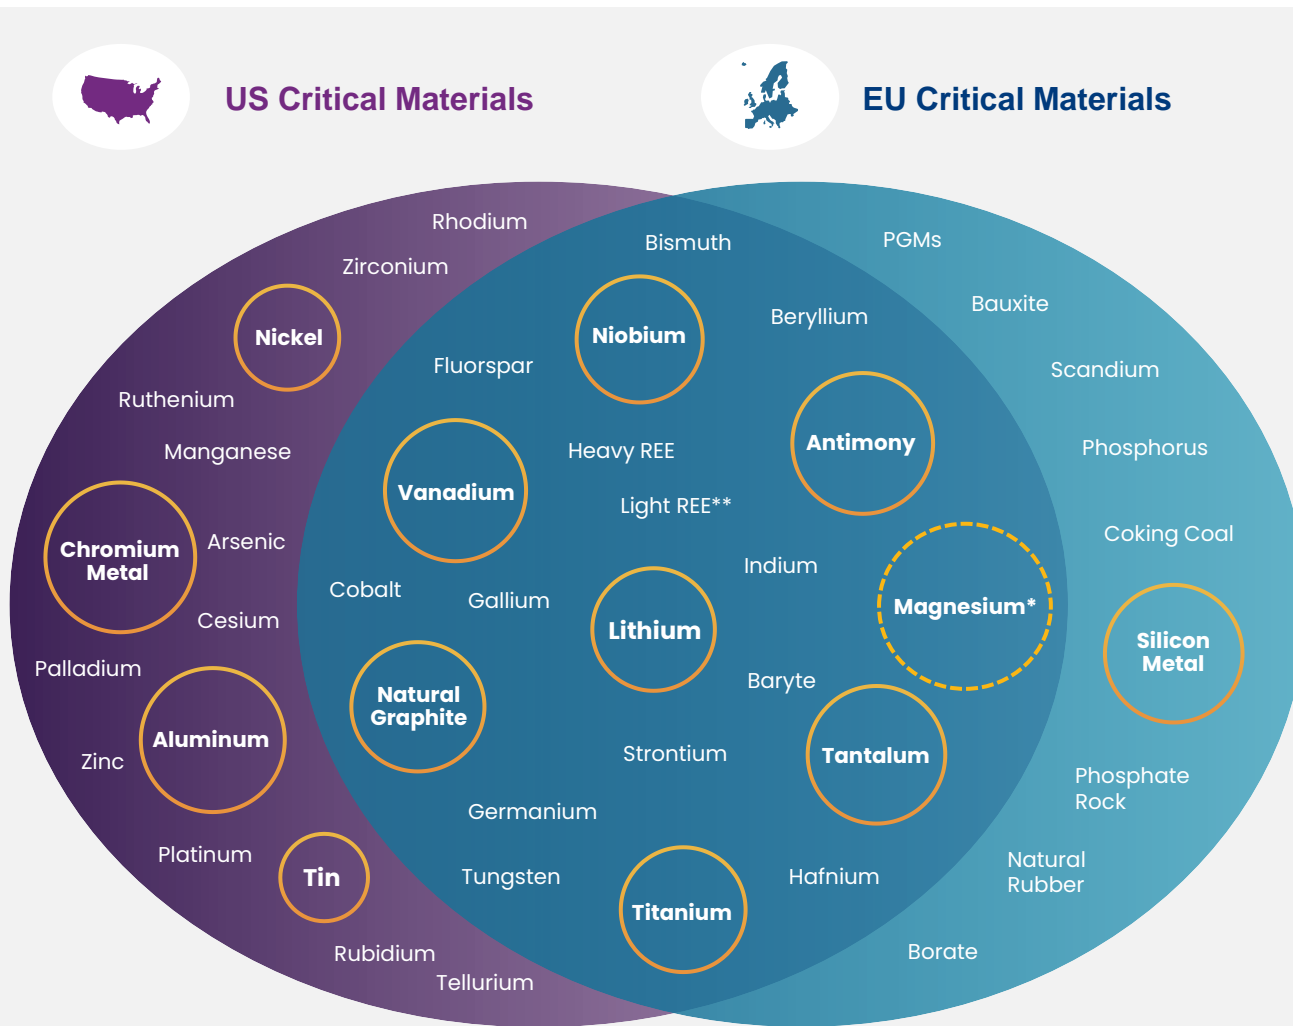 US Critical Materials
EU Critical Materials
Rhodium
Zirconium
Nickel
Ruthenium
Manganese
Chromium
Metal
Arsenic
Cesium
Palladium
Aluminum
Zinc
Platinum
Tin
Rubidium
Tellurium
Bismuth
Niobium
Beryllium
Fluorspar
Antimony
Heavy REE
Vanadium
Light REE**
Indium
Cobalt
Gallium
Magnesium*
Lithium
Natural
Graphite
Baryte
Strontium
Tantalum
Germanium
Tungsten
Hafnium
Titanium
PGMs
Bauxite
Scandium
Phosphorus
Coking Coal
Silicon
Metal
Phosphate
Rock
Natural
Rubber
Borate